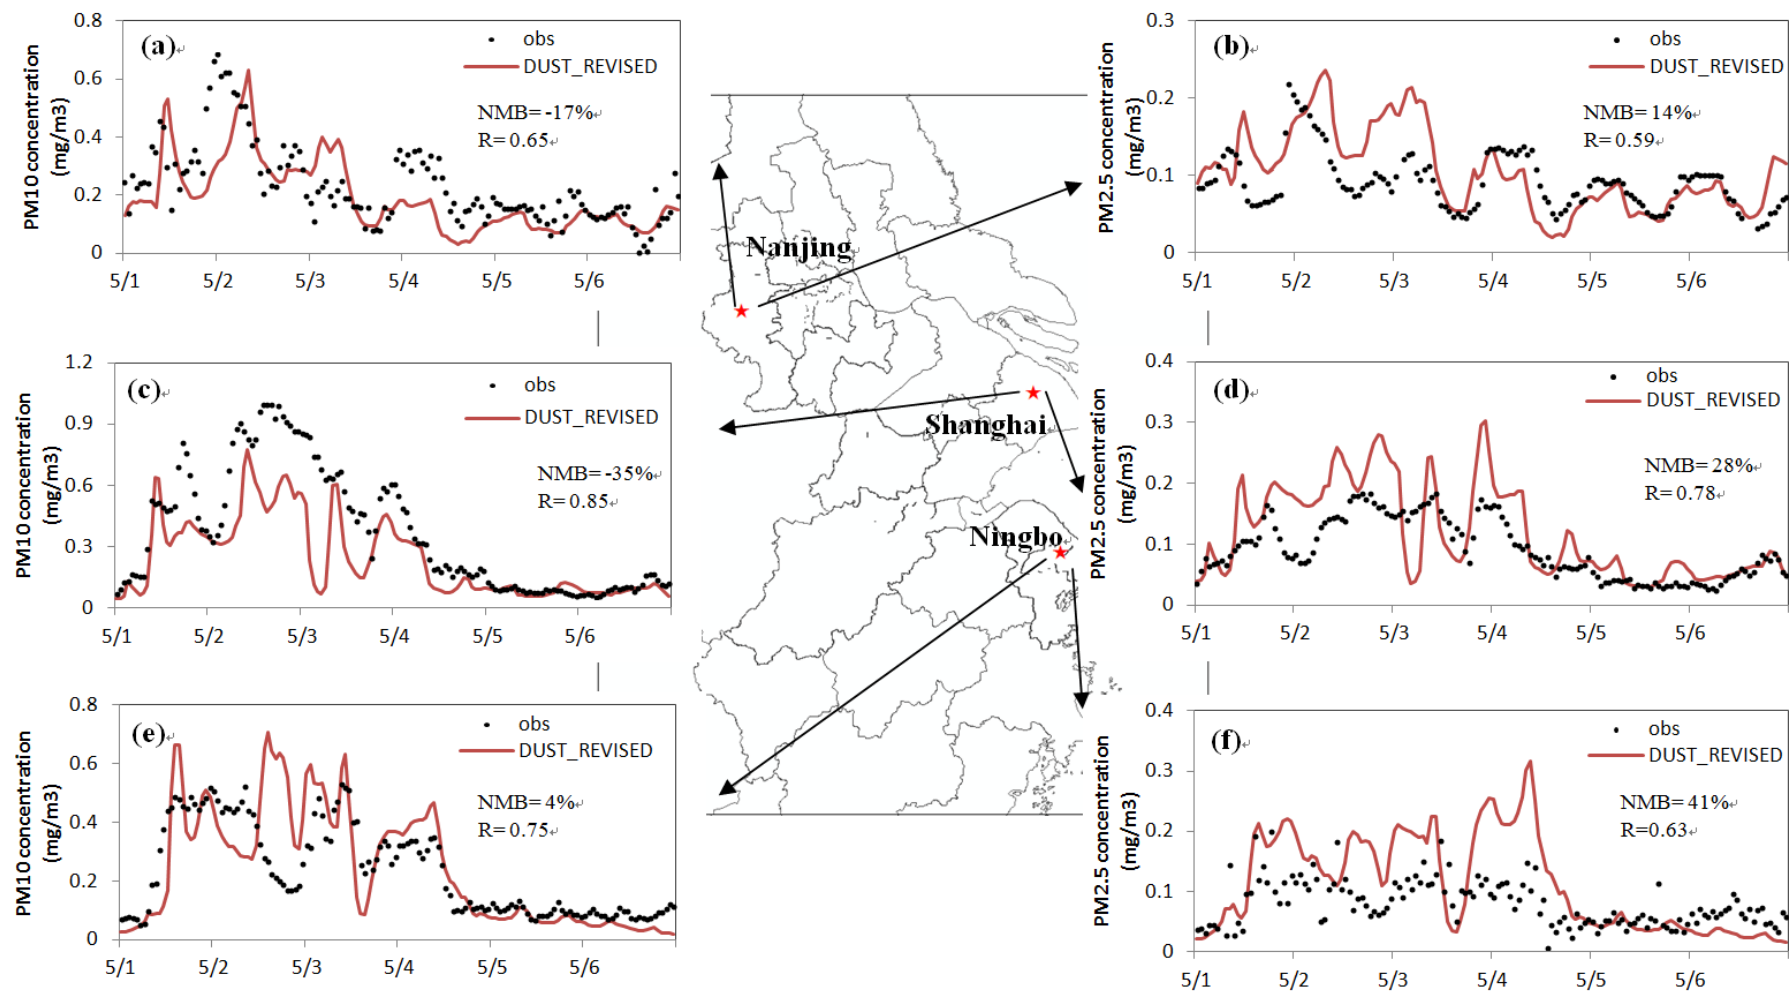 (a)
obs
DUST_REVISED
NMB = -17%
R = 0.65
PM10 concentration
(mg/m3)
0.8
0.6
0.4
0.2
0
5/1 5/2 5/3 5/4 5/5 5/6
(b)
obs
DUST_REVISED
NMB = 14%
R = 0.59
PM2.5 concentration
(mg/m3)
0.3
0.2
0.1
0
5/1 5/2 5/3 5/4 5/5 5/6
Nanjing
Shanghai
Ningbo
(c)
obs
DUST_REVISED
NMB = -35%
R = 0.85
PM10 concentration
(mg/m3)
1.2
0.9
0.6
0.3
0
5/1 5/2 5/3 5/4 5/5 5/6
(d)
obs
DUST_REVISED
NMB = 28%
R = 0.78
PM2.5 concentration
(mg/m3)
0.4
0.3
0.2
0.1
0
5/1 5/2 5/3 5/4 5/5 5/6
(e)
obs
DUST_REVISED
NMB = 4%
R = 0.75
PM10 concentration
(mg/m3)
0.8
0.6
0.4
0.2
0
5/1 5/2 5/3 5/4 5/5 5/6
(f)
obs
DUST_REVISED
NMB = 41%
R=0.63
PM2.5 concentration
(mg/m3)
0.4
0.3
0.2
0.1
0
5/1 5/2 5/3 5/4 5/5 5/6